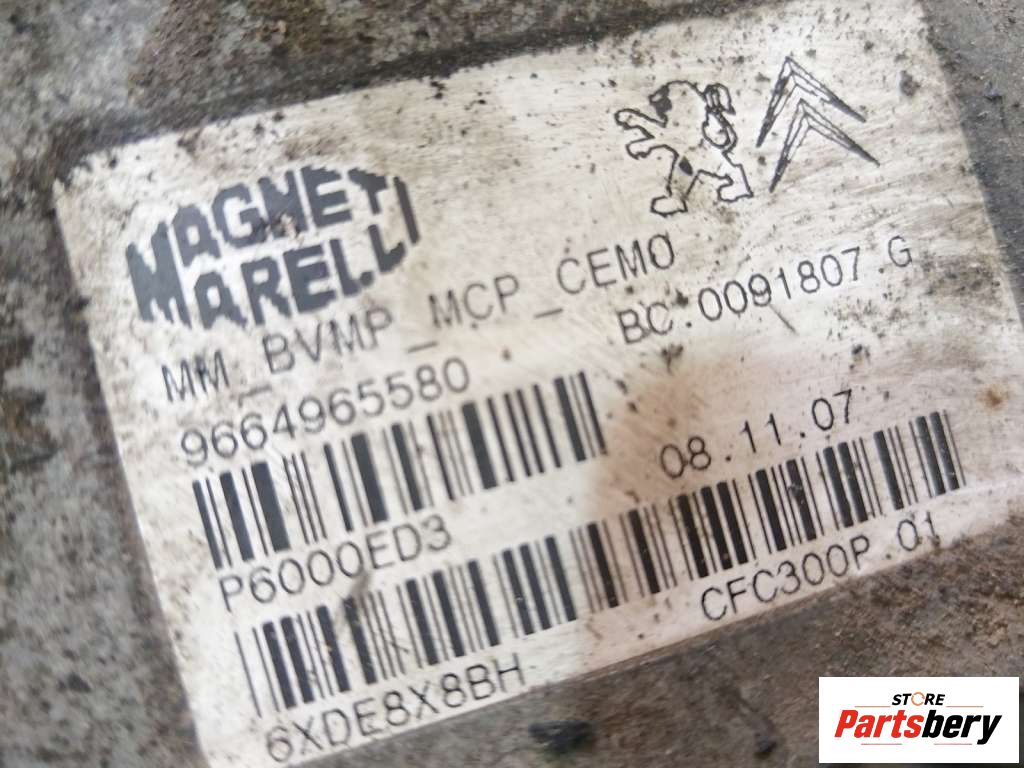 MAGNETI
MARELLI
MM_BVMP_MCP_CEMO
9664965580
BC.0091807.G
P6000ED3
08.11.07
6XDE8X8BH
CFC300P.01
STORE
Partsbery